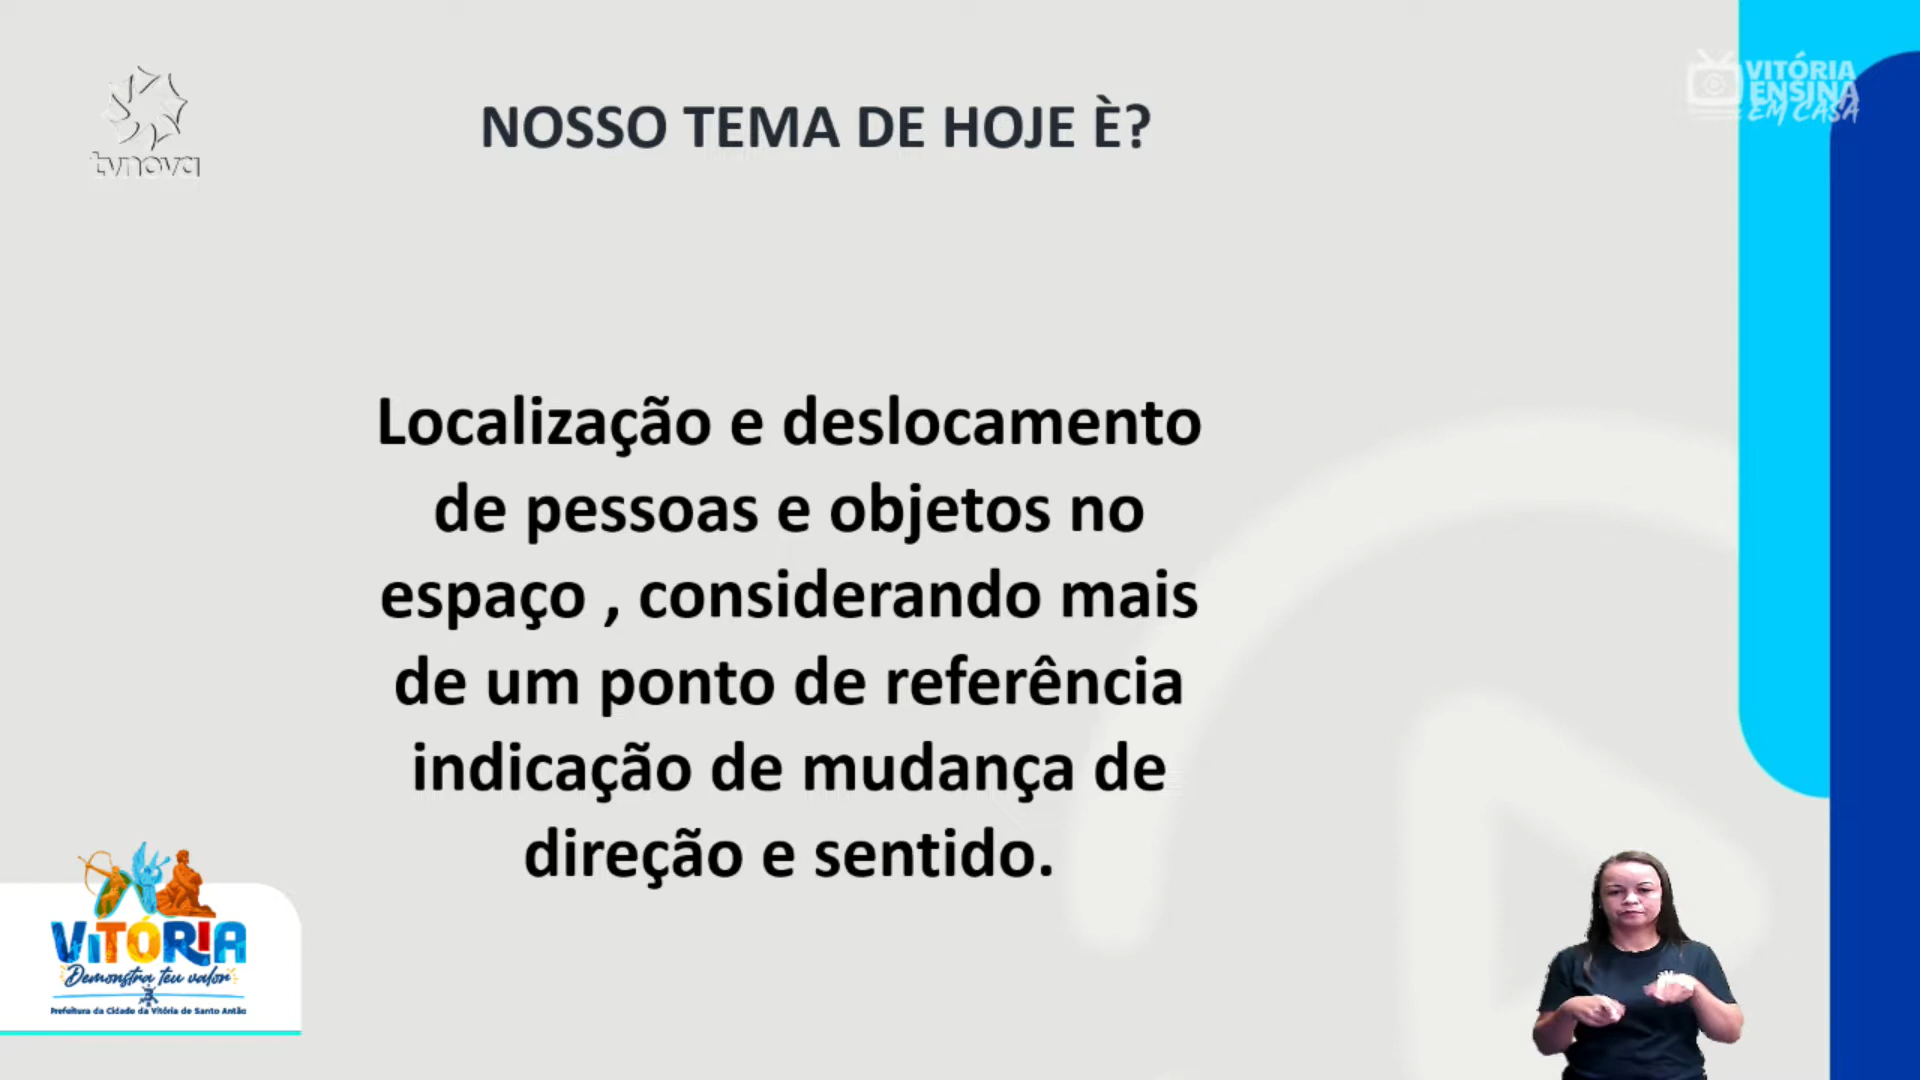 tvnova
VITÓRIA
ENSINA
EM CASA
NOSSO TEMA DE HOJE È?
Localização e deslocamento
de pessoas e objetos no
espaço , considerando mais
de um ponto de referência
indicação de mudança de
direção e sentido.
VITÓRIA
Demonstra teu valor
Prefeitura da Cidade da Vitória de Santo Antão